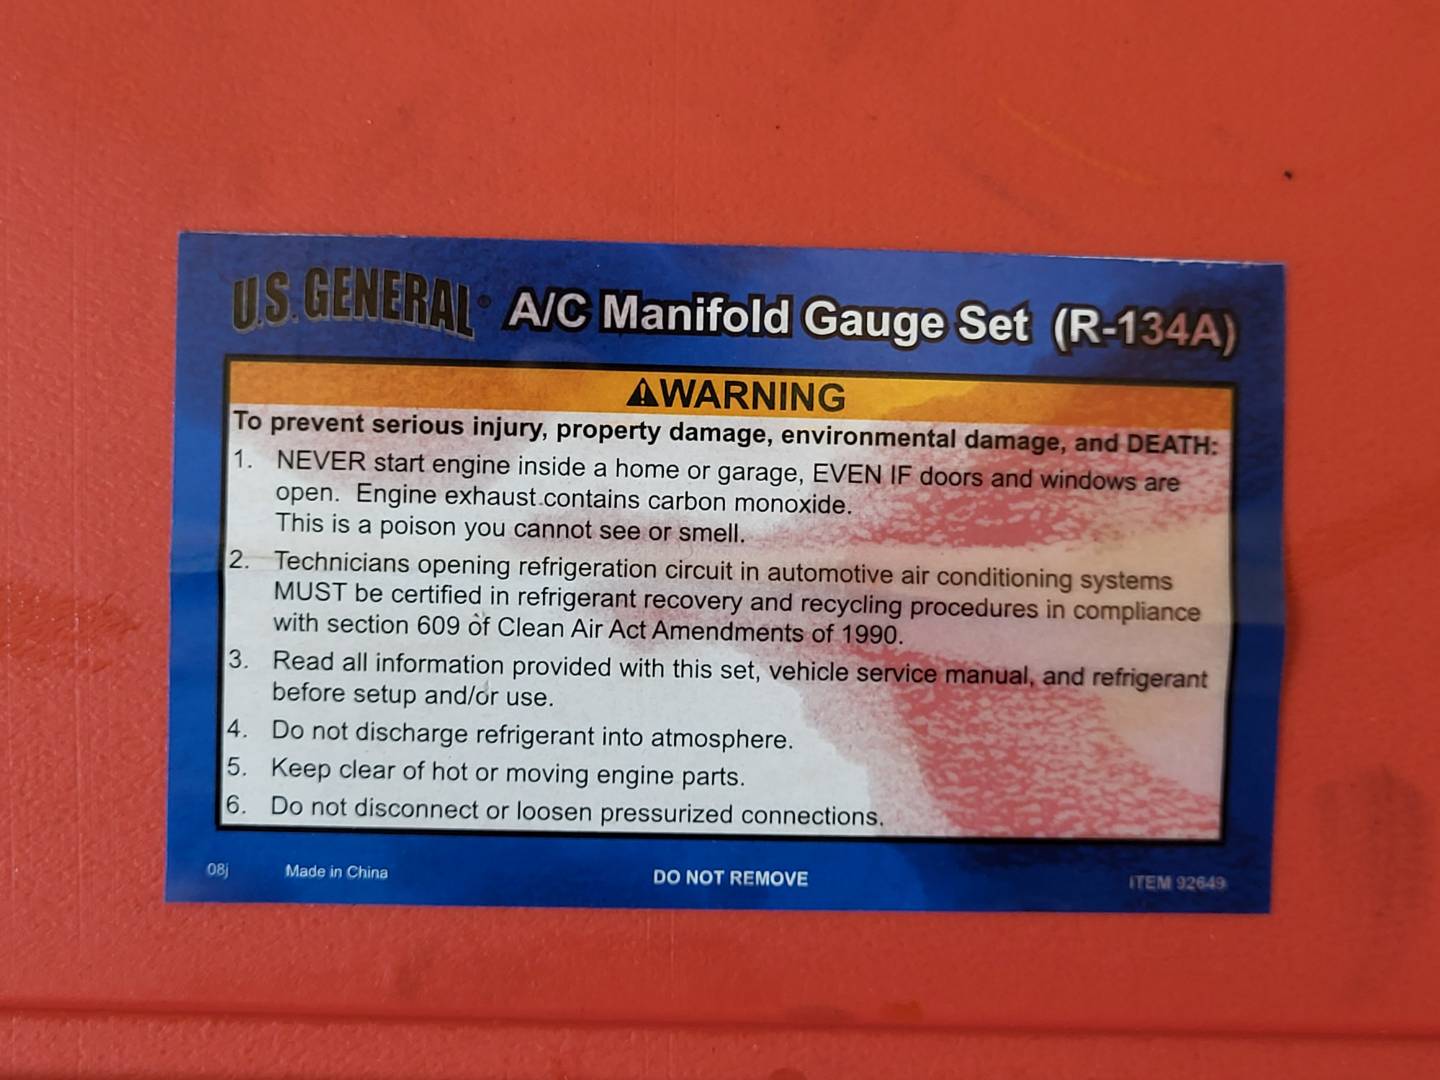 U.S. GENERAL® A/C Manifold Gauge Set (R-134A)
⚠WARNING
To prevent serious injury, property damage, environmental damage, and DEATH:
1. NEVER start engine inside a home or garage, EVEN IF doors and windows are
open. Engine exhaust contains carbon monoxide.
This is a poison you cannot see or smell.
2. Technicians opening refrigeration circuit in automotive air conditioning systems
MUST be certified in refrigerant recovery and recycling procedures in compliance
with section 609 of Clean Air Act Amendments of 1990.
3. Read all information provided with this set, vehicle service manual, and refrigerant
before setup and/or use.
4. Do not discharge refrigerant into atmosphere.
5. Keep clear of hot or moving engine parts.
6. Do not disconnect or loosen pressurized connections.
08j Made in China DO NOT REMOVE ITEM 92649